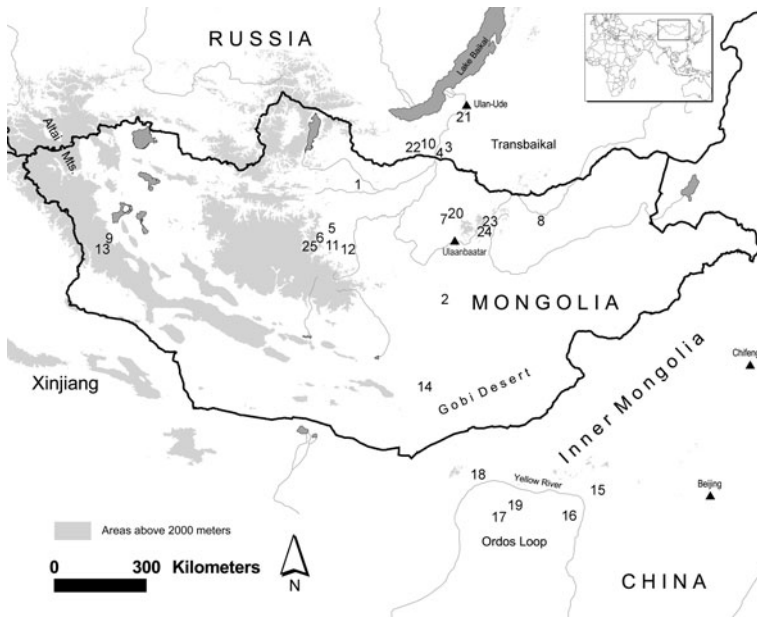 RUSSIA
Lake Baikal
Ulan-Ude
21
Altai
Mts.
22 10 3
4
Transbaikal
1
7 20
23
8
24
5
9
6
25 11 12
13
Ulaanbaatar
2
MONGOLIA
Chifeng
Xinjiang
14
Gobi Desert
Inner Mongolia
18
Yellow River
15
Beijing
19
17
16
Ordos Loop
Areas above 2000 meters
0 300 Kilometers
N
CHINA